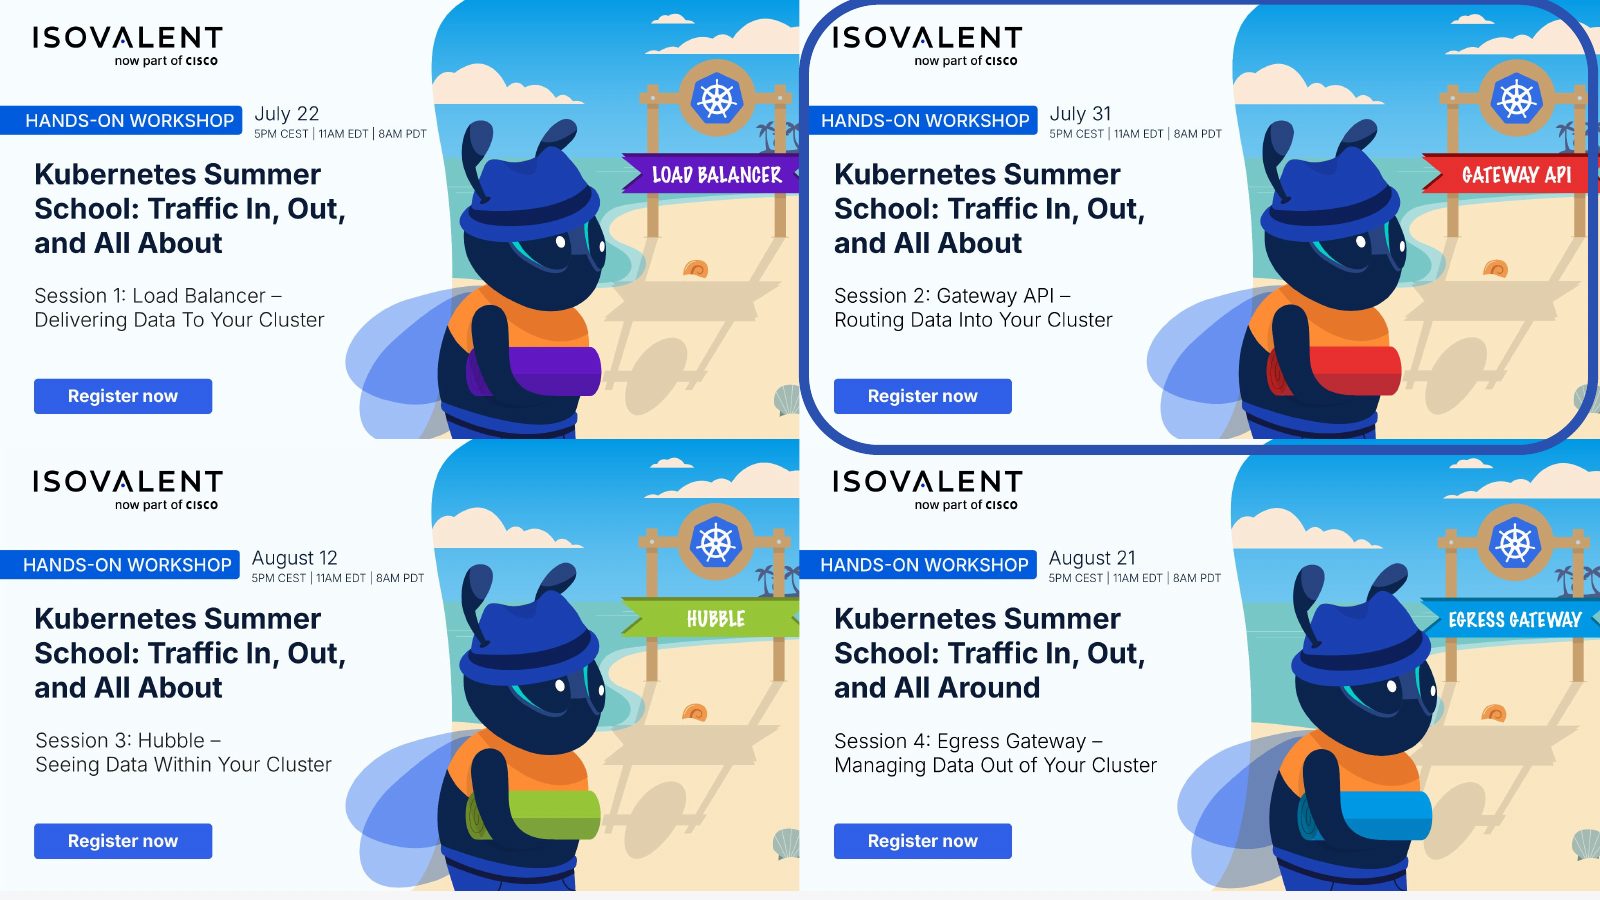 ISOVALENT
now part of CISCO
HANDS-ON WORKSHOP
July 22
5PM CEST | 11AM EDT | 8AM PDT
Kubernetes Summer
School: Traffic In, Out,
and All About
Session 1: Load Balancer –
Delivering Data To Your Cluster
Register now
LOAD BALANCER
ISOVALENT
now part of CISCO
HANDS-ON WORKSHOP
July 31
5PM CEST | 11AM EDT | 8AM PDT
Kubernetes Summer
School: Traffic In, Out,
and All About
Session 2: Gateway API –
Routing Data Into Your Cluster
Register now
GATEWAY API
ISOVALENT
now part of CISCO
HANDS-ON WORKSHOP
August 12
5PM CEST | 11AM EDT | 8AM PDT
Kubernetes Summer
School: Traffic In, Out,
and All About
Session 3: Hubble –
Seeing Data Within Your Cluster
Register now
HUBBLE
ISOVALENT
now part of CISCO
HANDS-ON WORKSHOP
August 21
5PM CEST | 11AM EDT | 8AM PDT
Kubernetes Summer
School: Traffic In, Out,
and All Around
Session 4: Egress Gateway –
Managing Data Out of Your Cluster
Register now
EGRESS GATEWAY